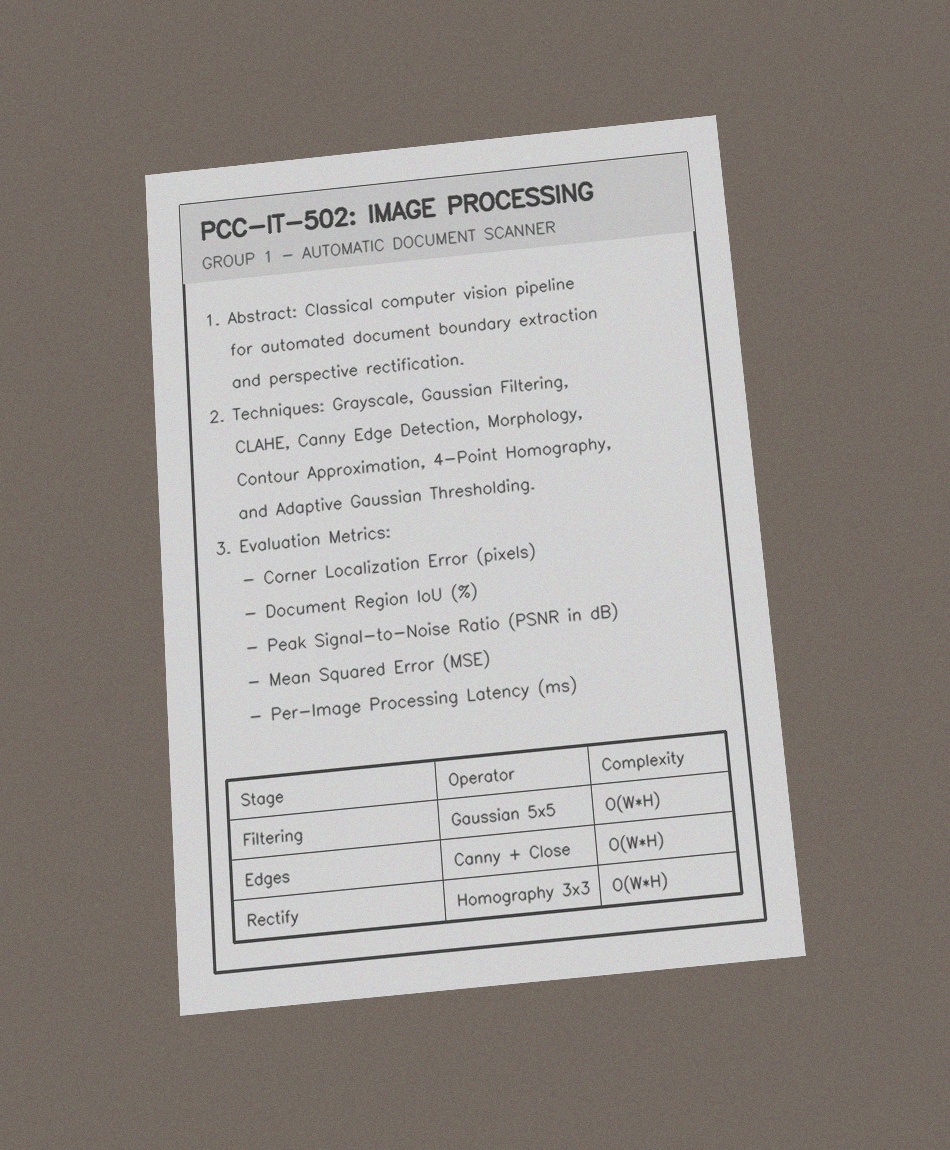 PCC-IT-502: IMAGE PROCESSING
GROUP 1 - AUTOMATIC DOCUMENT SCANNER
1. Abstract: Classical computer vision pipeline
for automated document boundary extraction
and perspective rectification.
2. Techniques: Grayscale, Gaussian Filtering,
CLAHE, Canny Edge Detection, Morphology,
Contour Approximation, 4-Point Homography,
and Adaptive Gaussian Thresholding.
3. Evaluation Metrics:
- Corner Localization Error (pixels)
- Document Region IoU (%)
- Peak Signal-to-Noise Ratio (PSNR in dB)
- Mean Squared Error (MSE)
- Per-Image Processing Latency (ms)
Stage Operator Complexity
Filtering Gaussian 5x5 O(W*H)
Edges Canny + Close O(W*H)
Rectify Homography 3x3 O(W*H)